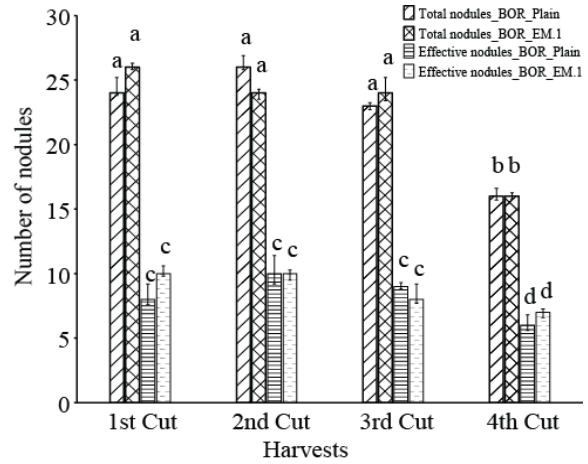 Total nodules_BOR_Plain
Total nodules_BOR_EM.1
Effective nodules_BOR_Plain
Effective nodules_BOR_EM.1
Number of nodules
30
25
20
15
10
5
0
a a a a a a b b
c c c c c c d d
1st Cut 2nd Cut 3rd Cut 4th Cut
Harvests